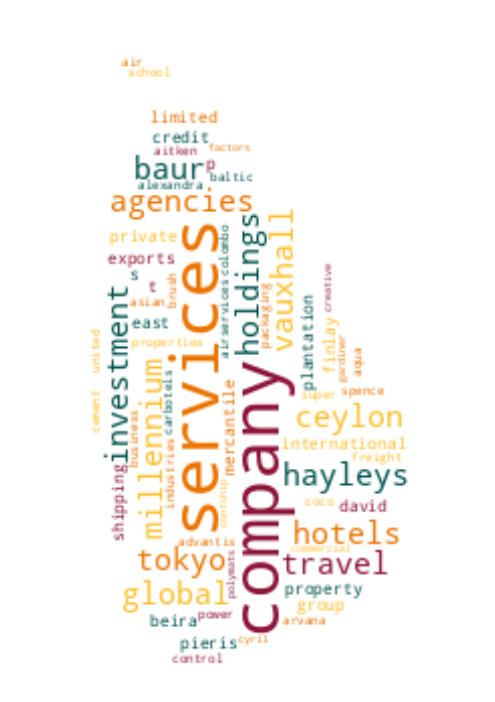 air
school
limited
credit
aitken
factors
baur
p
baltic
alexandra
agencies
private
exports
s
t
asian
brush
east
properties
services
colombo
airservices
holdings
vauxhall
packaging
creative
plantation
finlay
gardiner
aqua
spence
super
united
cement
investment
millennium
carbotels
business
industries
mercantile
company
ceylon
international
freight
hayleys
coco
david
shipping
hotels
commercial
advantis
tokyo
travel
polymats
global
property
group
power
beira
arvana
cyril
pieris
control